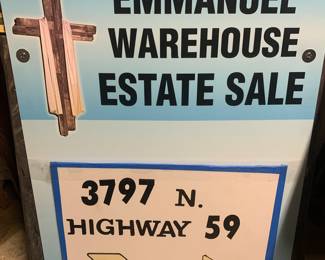 EMMANUEL
WAREHOUSE
ESTATE SALE
3797 N.
HIGHWAY 59